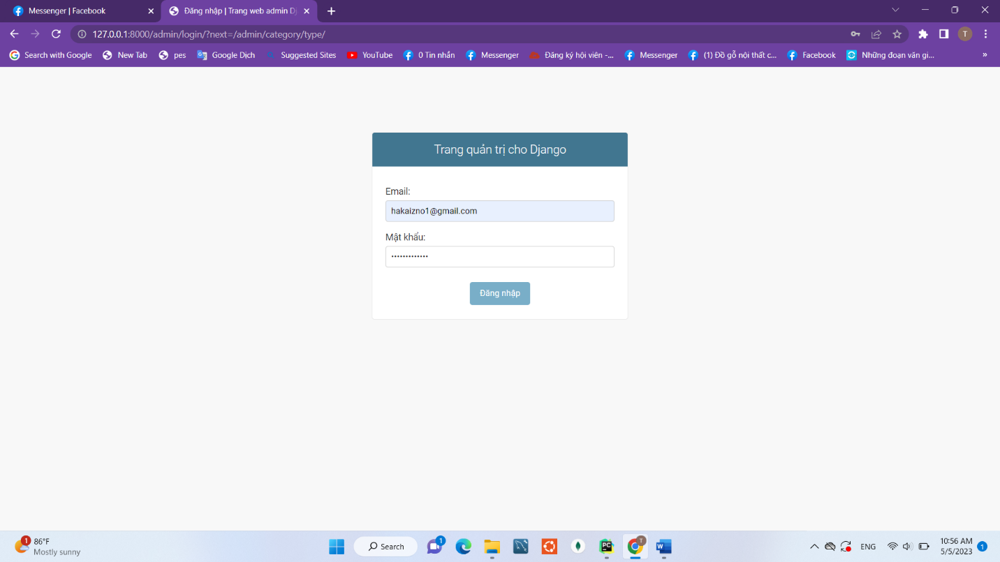 Messenger | Facebook
Đăng nhập | Trang web admin Dj
127.0.0.1:8000/admin/login/?next=/admin/category/type/
T
Search with Google
New Tab
pes
Google Dịch
Suggested Sites
YouTube
0 Tin nhắn
Messenger
Đăng ký hội viên -...
Messenger
(1) Đồ gỗ nội thất c...
Facebook
Những đoạn văn gi...
»
Trang quản trị cho Django
Email:
hakaizno1@gmail.com
Mật khẩu:
•••••••••••••
Đăng nhập
1
86°F
Mostly sunny
Search
1
PC
T
W
ENG
10:56 AM
5/5/2023
1